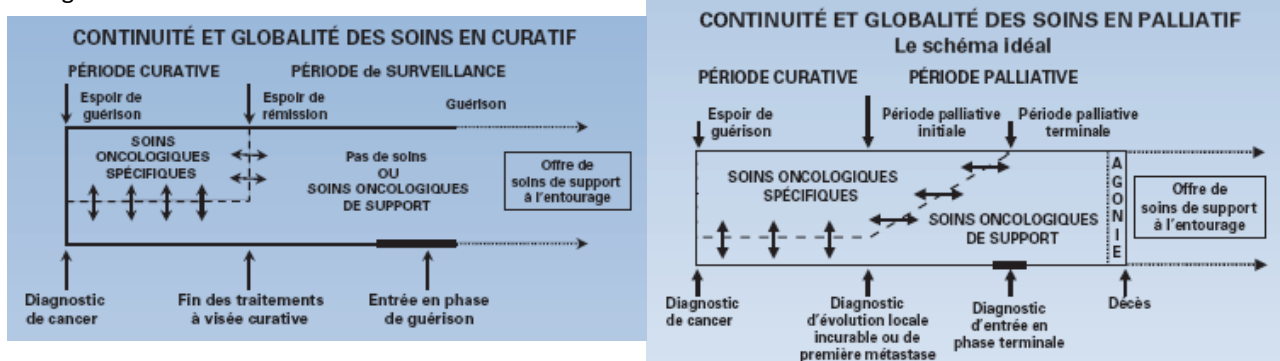 CONTINUITÉ ET GLOBALITÉ DES SOINS EN CURATIF
PÉRIODE CURATIVE
PÉRIODE de SURVEILLANCE
Espoir de
guérison
Espoir de
rémission
Guérison
SOINS
ONCOLOGIQUES
SPÉCIFIQUES
Pas de soins
OU
SOINS ONCOLOGIQUES
DE SUPPORT
Offre de
soins de support
à l'entourage
Diagnostic
de cancer
Fin des traitements
à visée curative
Entrée en phase
de guérison
CONTINUITÉ ET GLOBALITÉ DES SOINS EN PALLIATIF
Le schéma idéal
PÉRIODE CURATIVE
PÉRIODE PALLIATIVE
Espoir de
guérison
Période palliative
initiale
Période palliative
terminale
SOINS ONCOLOGIQUES
SPÉCIFIQUES
SOINS ONCOLOGIQUES
DE SUPPORT
AGONIE
Offre de
soins de support
à l'entourage
Diagnostic
de cancer
Diagnostic
d'évolution locale
incurable ou de
première métastase
Diagnostic
d'entrée en
phase terminale
Décès